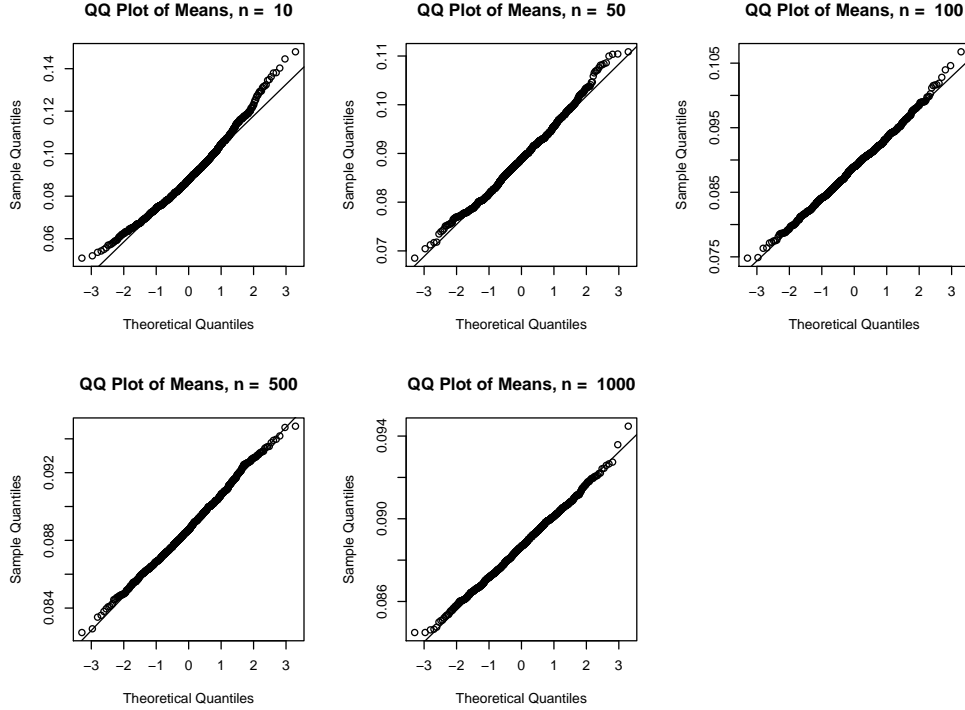 QQ Plot of Means, n = 10
Sample Quantiles
0.06 0.08 0.10 0.12 0.14
−3 −2 −1 0 1 2 3
Theoretical Quantiles
QQ Plot of Means, n = 50
Sample Quantiles
0.07 0.08 0.09 0.10 0.11
−3 −2 −1 0 1 2 3
Theoretical Quantiles
QQ Plot of Means, n = 100
Sample Quantiles
0.075 0.085 0.095 0.105
−3 −2 −1 0 1 2 3
Theoretical Quantiles
QQ Plot of Means, n = 500
Sample Quantiles
0.084 0.088 0.092
−3 −2 −1 0 1 2 3
Theoretical Quantiles
QQ Plot of Means, n = 1000
Sample Quantiles
0.086 0.090 0.094
−3 −2 −1 0 1 2 3
Theoretical Quantiles